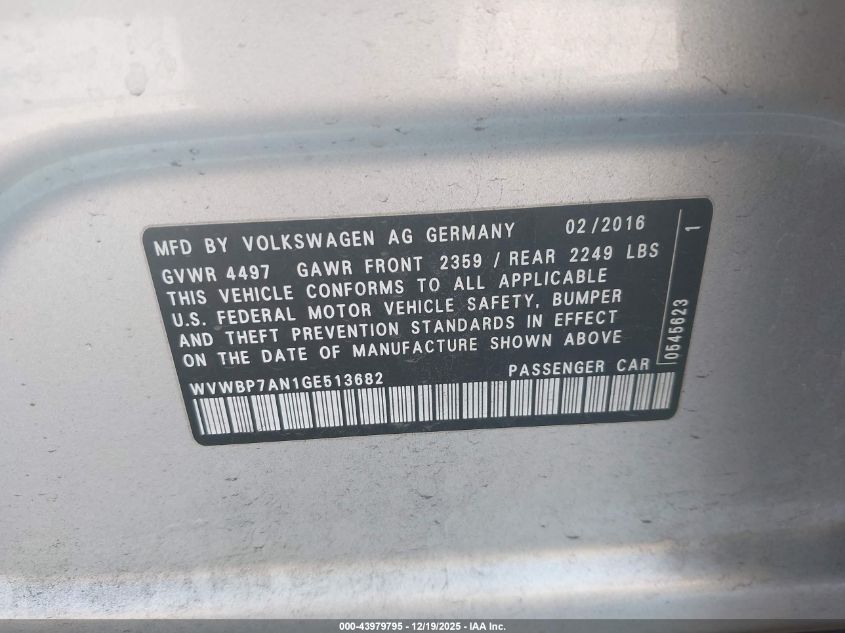 MFD BY VOLKSWAGEN AG GERMANY 02/2016
GVWR 4497 GAWR FRONT 2359 / REAR 2249 LBS
THIS VEHICLE CONFORMS TO ALL APPLICABLE
U.S. FEDERAL MOTOR VEHICLE SAFETY, BUMPER
AND THEFT PREVENTION STANDARDS IN EFFECT
ON THE DATE OF MANUFACTURE SHOWN ABOVE
WVWBP7AN1GE513682 PASSENGER CAR
0545623 1
000-43979795 - 12/19/2025 - IAA Inc.